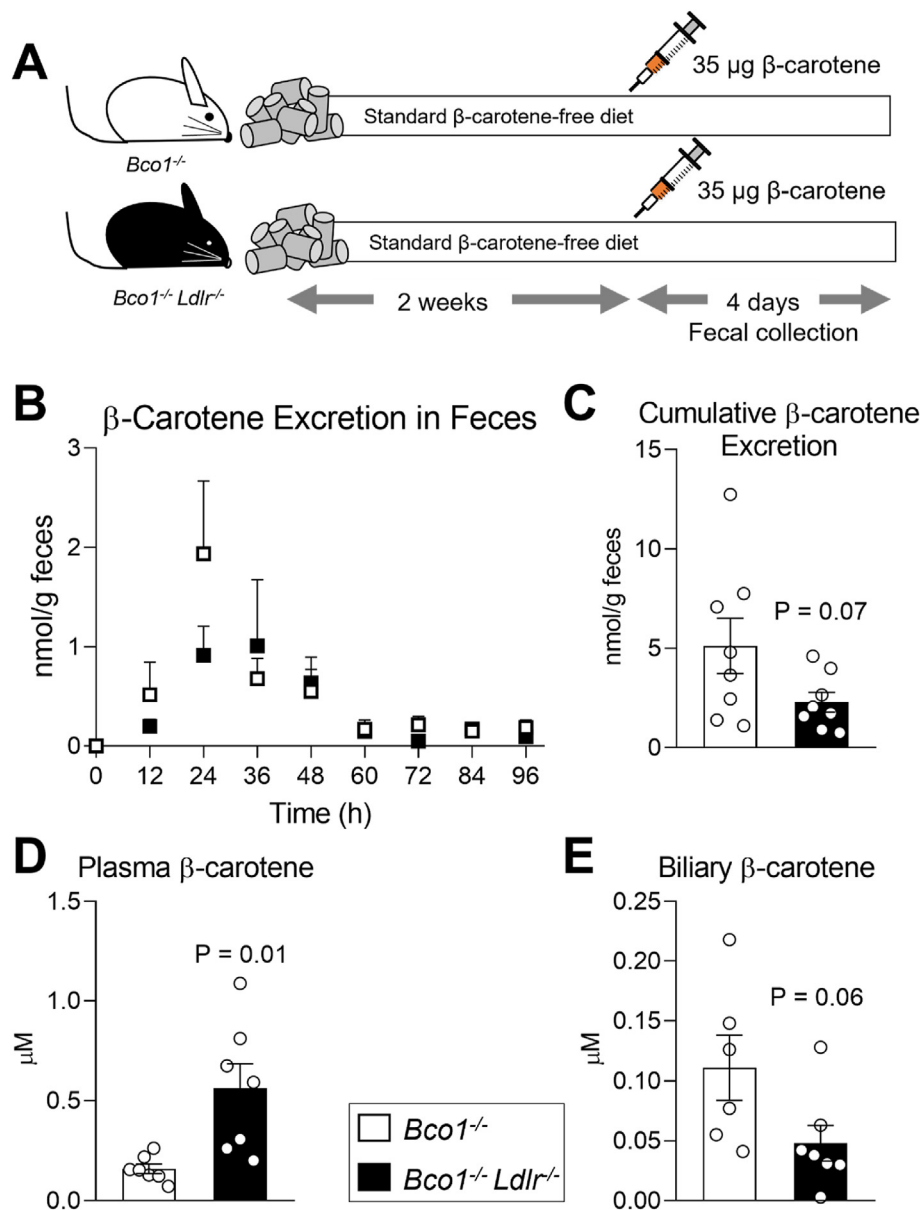 A
35 µg β-carotene
Standard β-carotene-free diet
Bco1-/-
35 µg β-carotene
Standard β-carotene-free diet
Bco1-/- Ldlr-/-
2 weeks
4 days
Fecal collection
B
β-Carotene Excretion in Feces
nmol/g feces
3
2
1
0
0 12 24 36 48 60 72 84 96
Time (h)
C
Cumulative β-carotene
Excretion
nmol/g feces
15
10
5
0
P = 0.07
D
Plasma β-carotene
µM
1.5
1.0
0.5
0.0
P = 0.01
Bco1-/-
Bco1-/- Ldlr-/-
E
Biliary β-carotene
µM
0.25
0.20
0.15
0.10
0.05
0.00
P = 0.06